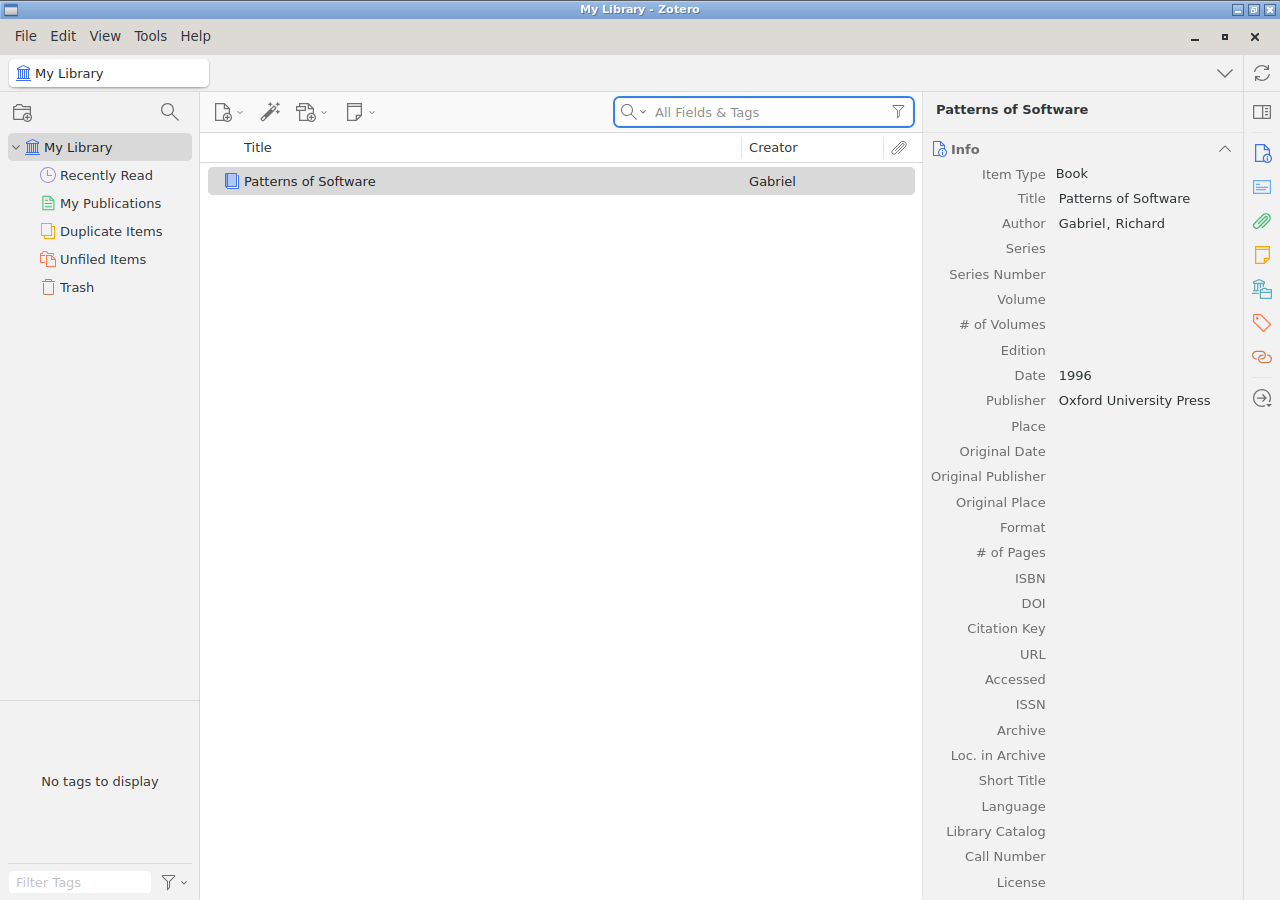 My Library - Zotero
File Edit View Tools Help
My Library
All Fields & Tags
Patterns of Software
My Library
Recently Read
My Publications
Duplicate Items
Unfiled Items
Trash
No tags to display
Filter Tags
Title Creator
Patterns of Software Gabriel
Info
Item Type Book
Title Patterns of Software
Author Gabriel, Richard
Series
Series Number
Volume
# of Volumes
Edition
Date 1996
Publisher Oxford University Press
Place
Original Date
Original Publisher
Original Place
Format
# of Pages
ISBN
DOI
Citation Key
URL
Accessed
ISSN
Archive
Loc. in Archive
Short Title
Language
Library Catalog
Call Number
License